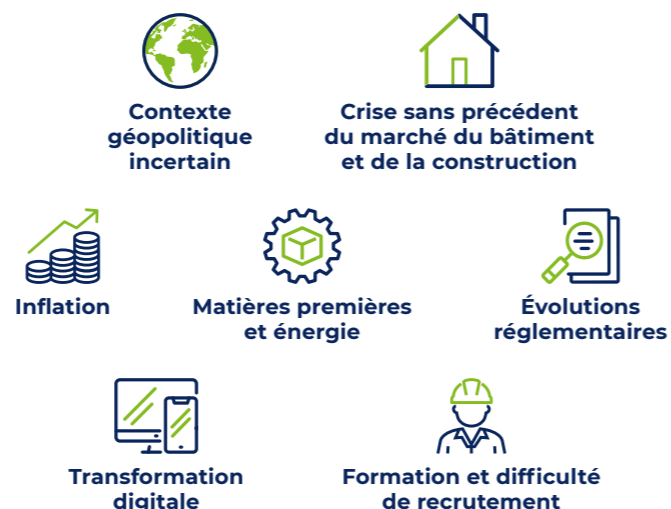 Contexte
géopolitique
incertain
Crise sans précédent
du marché du bâtiment
et de la construction
Inflation
Matières premières
et énergie
Évolutions
réglementaires
Transformation
digitale
Formation et difficulté
de recrutement